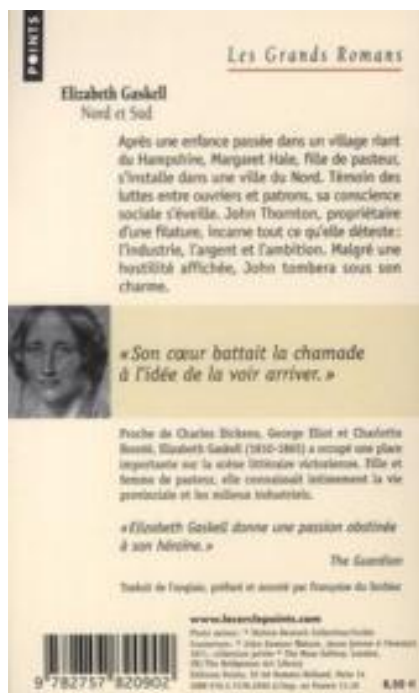 POINTS
Les Grands Romans
Elizabeth Gaskell
Nord et Sud
Après une enfance passée dans un village riant
du Hampshire, Margaret Hale, fille de pasteur,
s'installe dans une ville du Nord. Témoin des
luttes entre ouvriers et patrons, sa conscience
sociale s'éveille. John Thornton, propriétaire
d'une filature, incarne tout ce qu'elle déteste :
l'industrie, l'argent et l'ambition. Malgré une
hostilité affichée, John tombera sous son
charme.
« Son cœur battait la chamade
à l'idée de la voir arriver. »
Proche de Charles Dickens, George Eliot et Charlotte
Brontë, Elizabeth Gaskell (1810-1865) a occupé une place
importante sur la scène littéraire victorienne. Fille et
femme de pasteur, elle connaissait intimement la vie
provinciale et les milieux industriels.
« Elizabeth Gaskell donne une passion obstinée
à son héroïne. »
The Guardian
Traduit de l'anglais, préfacé et annoté par Françoise du Sorbier
www.lecerclepoints.com
9 782757 820902